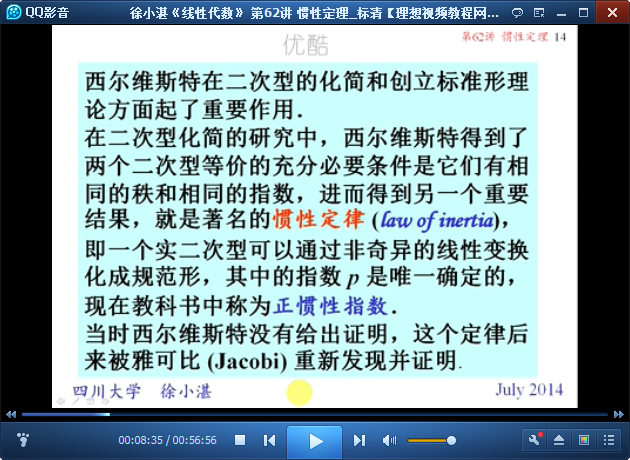 QQ影音
徐小湛《线性代数》 第62讲 惯性定理_标清【理想视频教程网...
优酷
第62讲 惯性定理 14
西尔维斯特在二次型的化简和创立标准形理
论方面起了重要作用.
在二次型化简的研究中，西尔维斯特得到了
两个二次型等价的充分必要条件是它们有相
同的秩和相同的指数，进而得到另一个重要
结果，就是著名的惯性定律 (law of inertia),
即一个实二次型可以通过非奇异的线性变换
化成规范形，其中的指数 p 是唯一确定的，
现在教科书中称为正惯性指数.
当时西尔维斯特没有给出证明，这个定律后
来被雅可比 (Jacobi) 重新发现并证明.
四川大学 徐小湛
July 2014
00:08:35 / 00:56:56